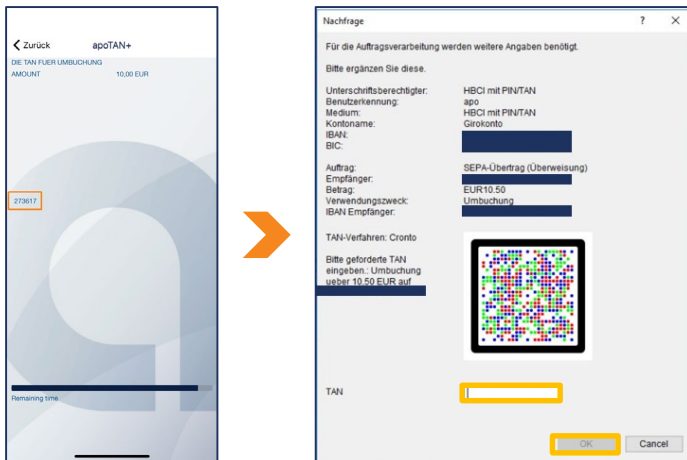 Zurück apoTAN+
DIE TAN FUER UMBUCHUNG
AMOUNT 10,00 EUR
273617
Remaining time
Nachfrage ? ×
Für die Auftragsverarbeitung werden weitere Angaben benötigt.
Bitte ergänzen Sie diese.
Unterschriftsberechtigter: HBCI mit PIN/TAN
Benutzerkennung: apo
Medium: HBCI mit PIN/TAN
Kontoname: Girokonto
IBAN:
BIC:
Auftrag: SEPA-Übertrag (Überweisung)
Empfänger:
Betrag: EUR10.50
Verwendungszweck: Umbuchung
IBAN Empfänger:
TAN-Verfahren: Cronto
Bitte geforderte TAN
eingeben.: Umbuchung
ueber 10.50 EUR auf
TAN
OK Cancel